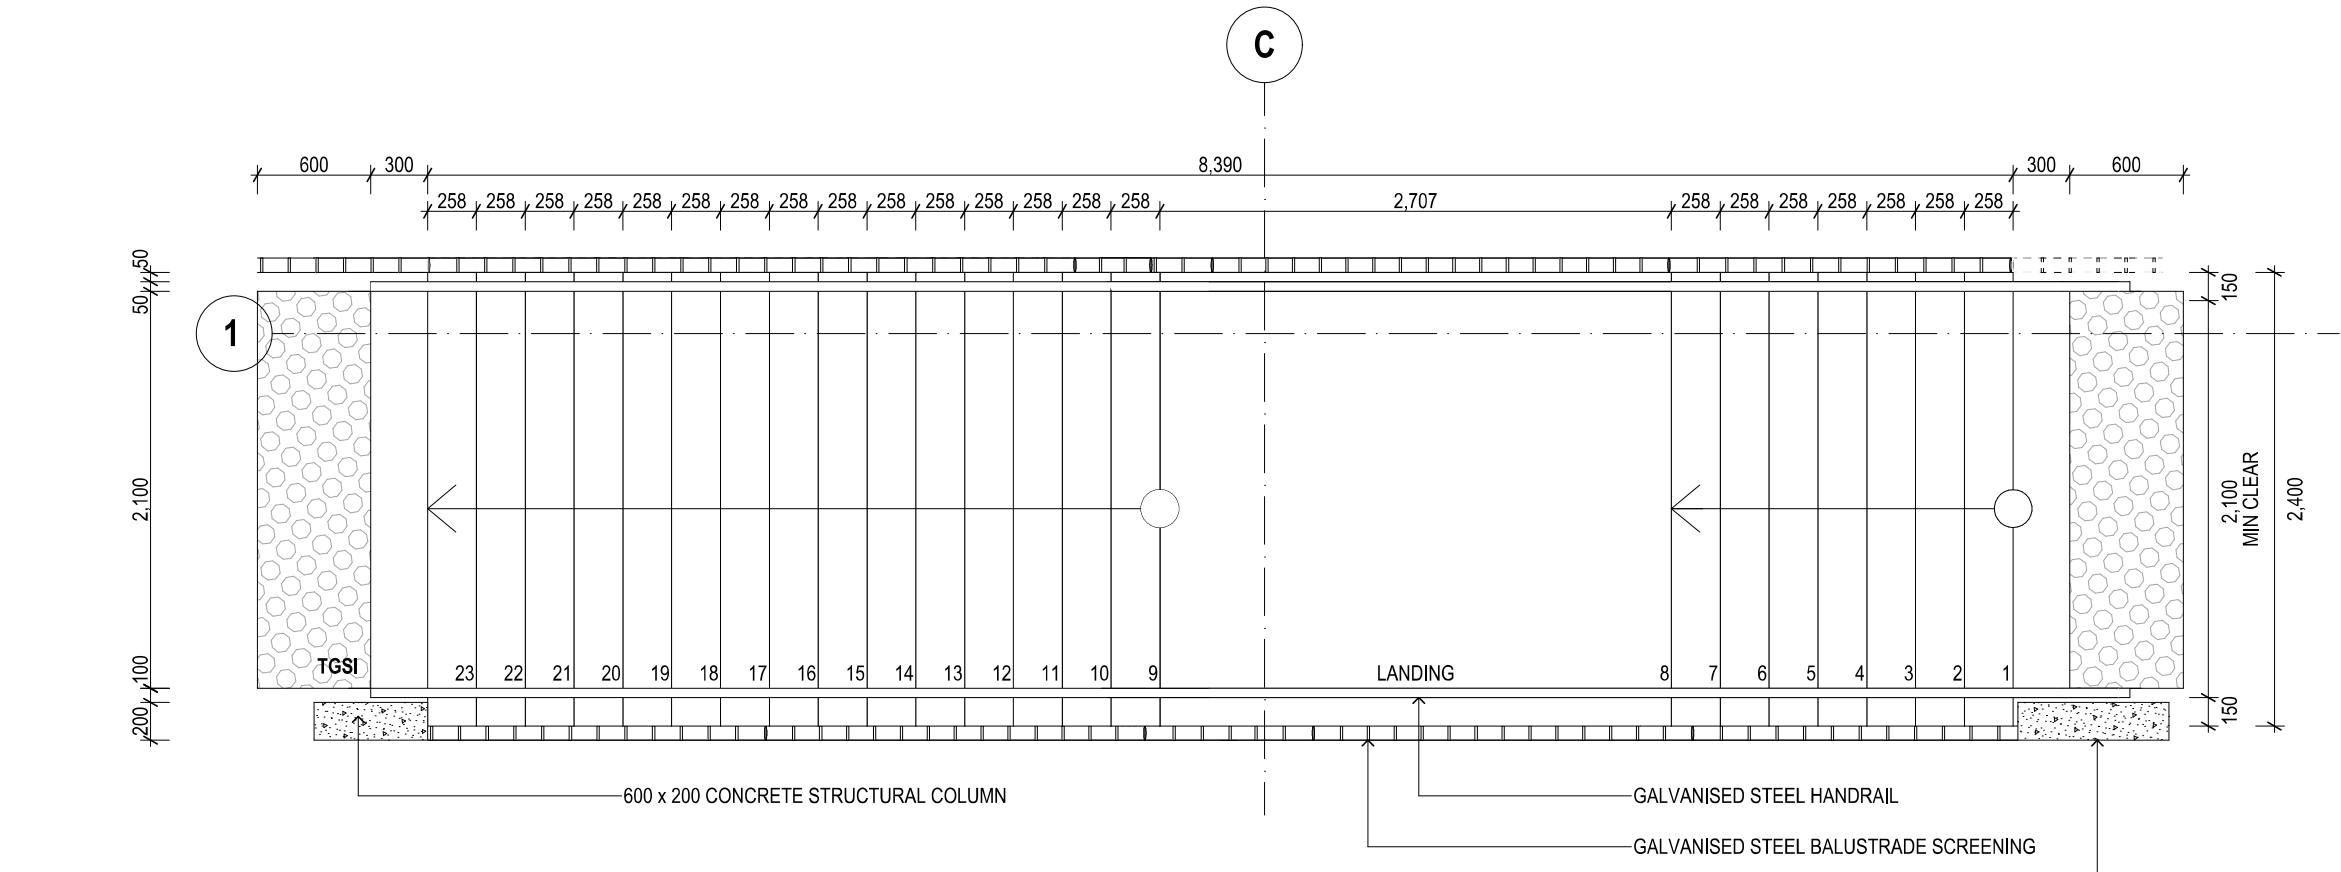 C
600 300 8,390 300 600
258 258 258 258 258 258 258 258 258 258 258 258 258 258 258 2,707 258 258 258 258 258 258 258
50
50
150
1
2,100
2,100
MIN CLEAR
2,400
TGSI
23 22 21 20 19 18 17 16 15 14 13 12 11 10 9 LANDING 8 7 6 5 4 3 2 1
100
200
150
600 x 200 CONCRETE STRUCTURAL COLUMN
GALVANISED STEEL HANDRAIL
GALVANISED STEEL BALUSTRADE SCREENING